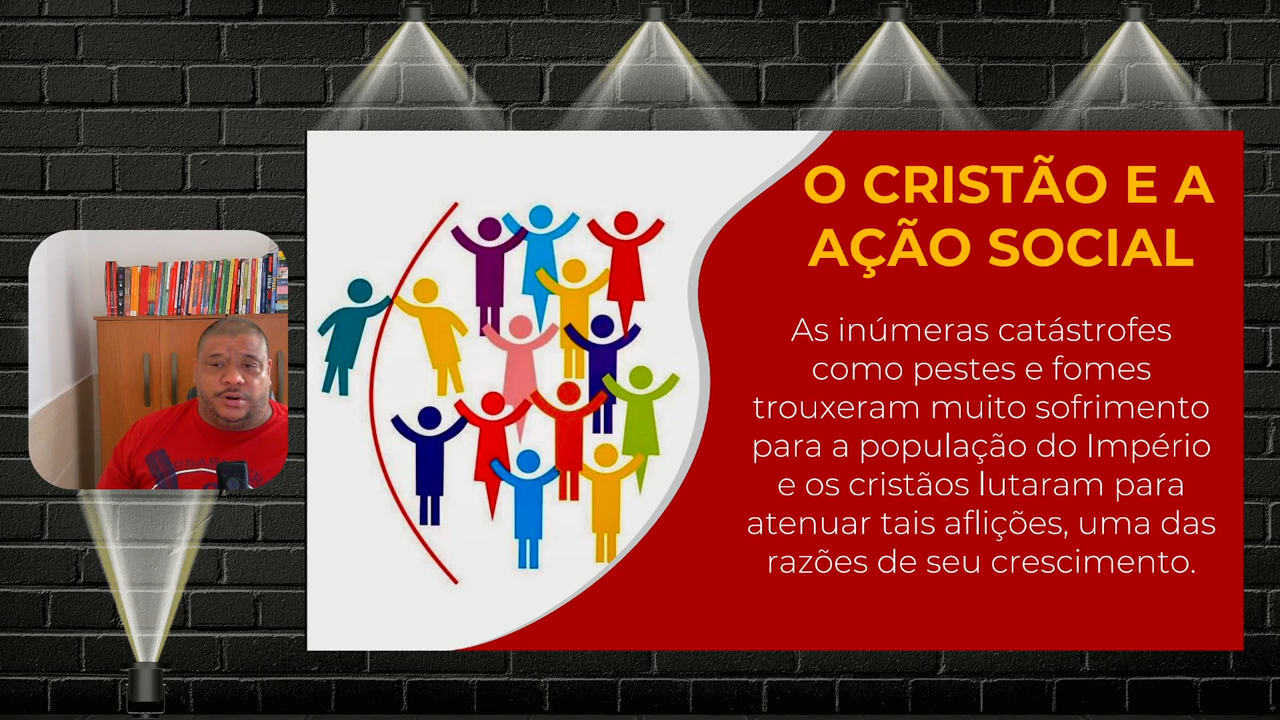 O CRISTÃO E A
AÇÃO SOCIAL
As inúmeras catástrofes
como pestes e fomes
trouxeram muito sofrimento
para a população do Império
e os cristãos lutaram para
atenuar tais aflições, uma das
razões de seu crescimento.